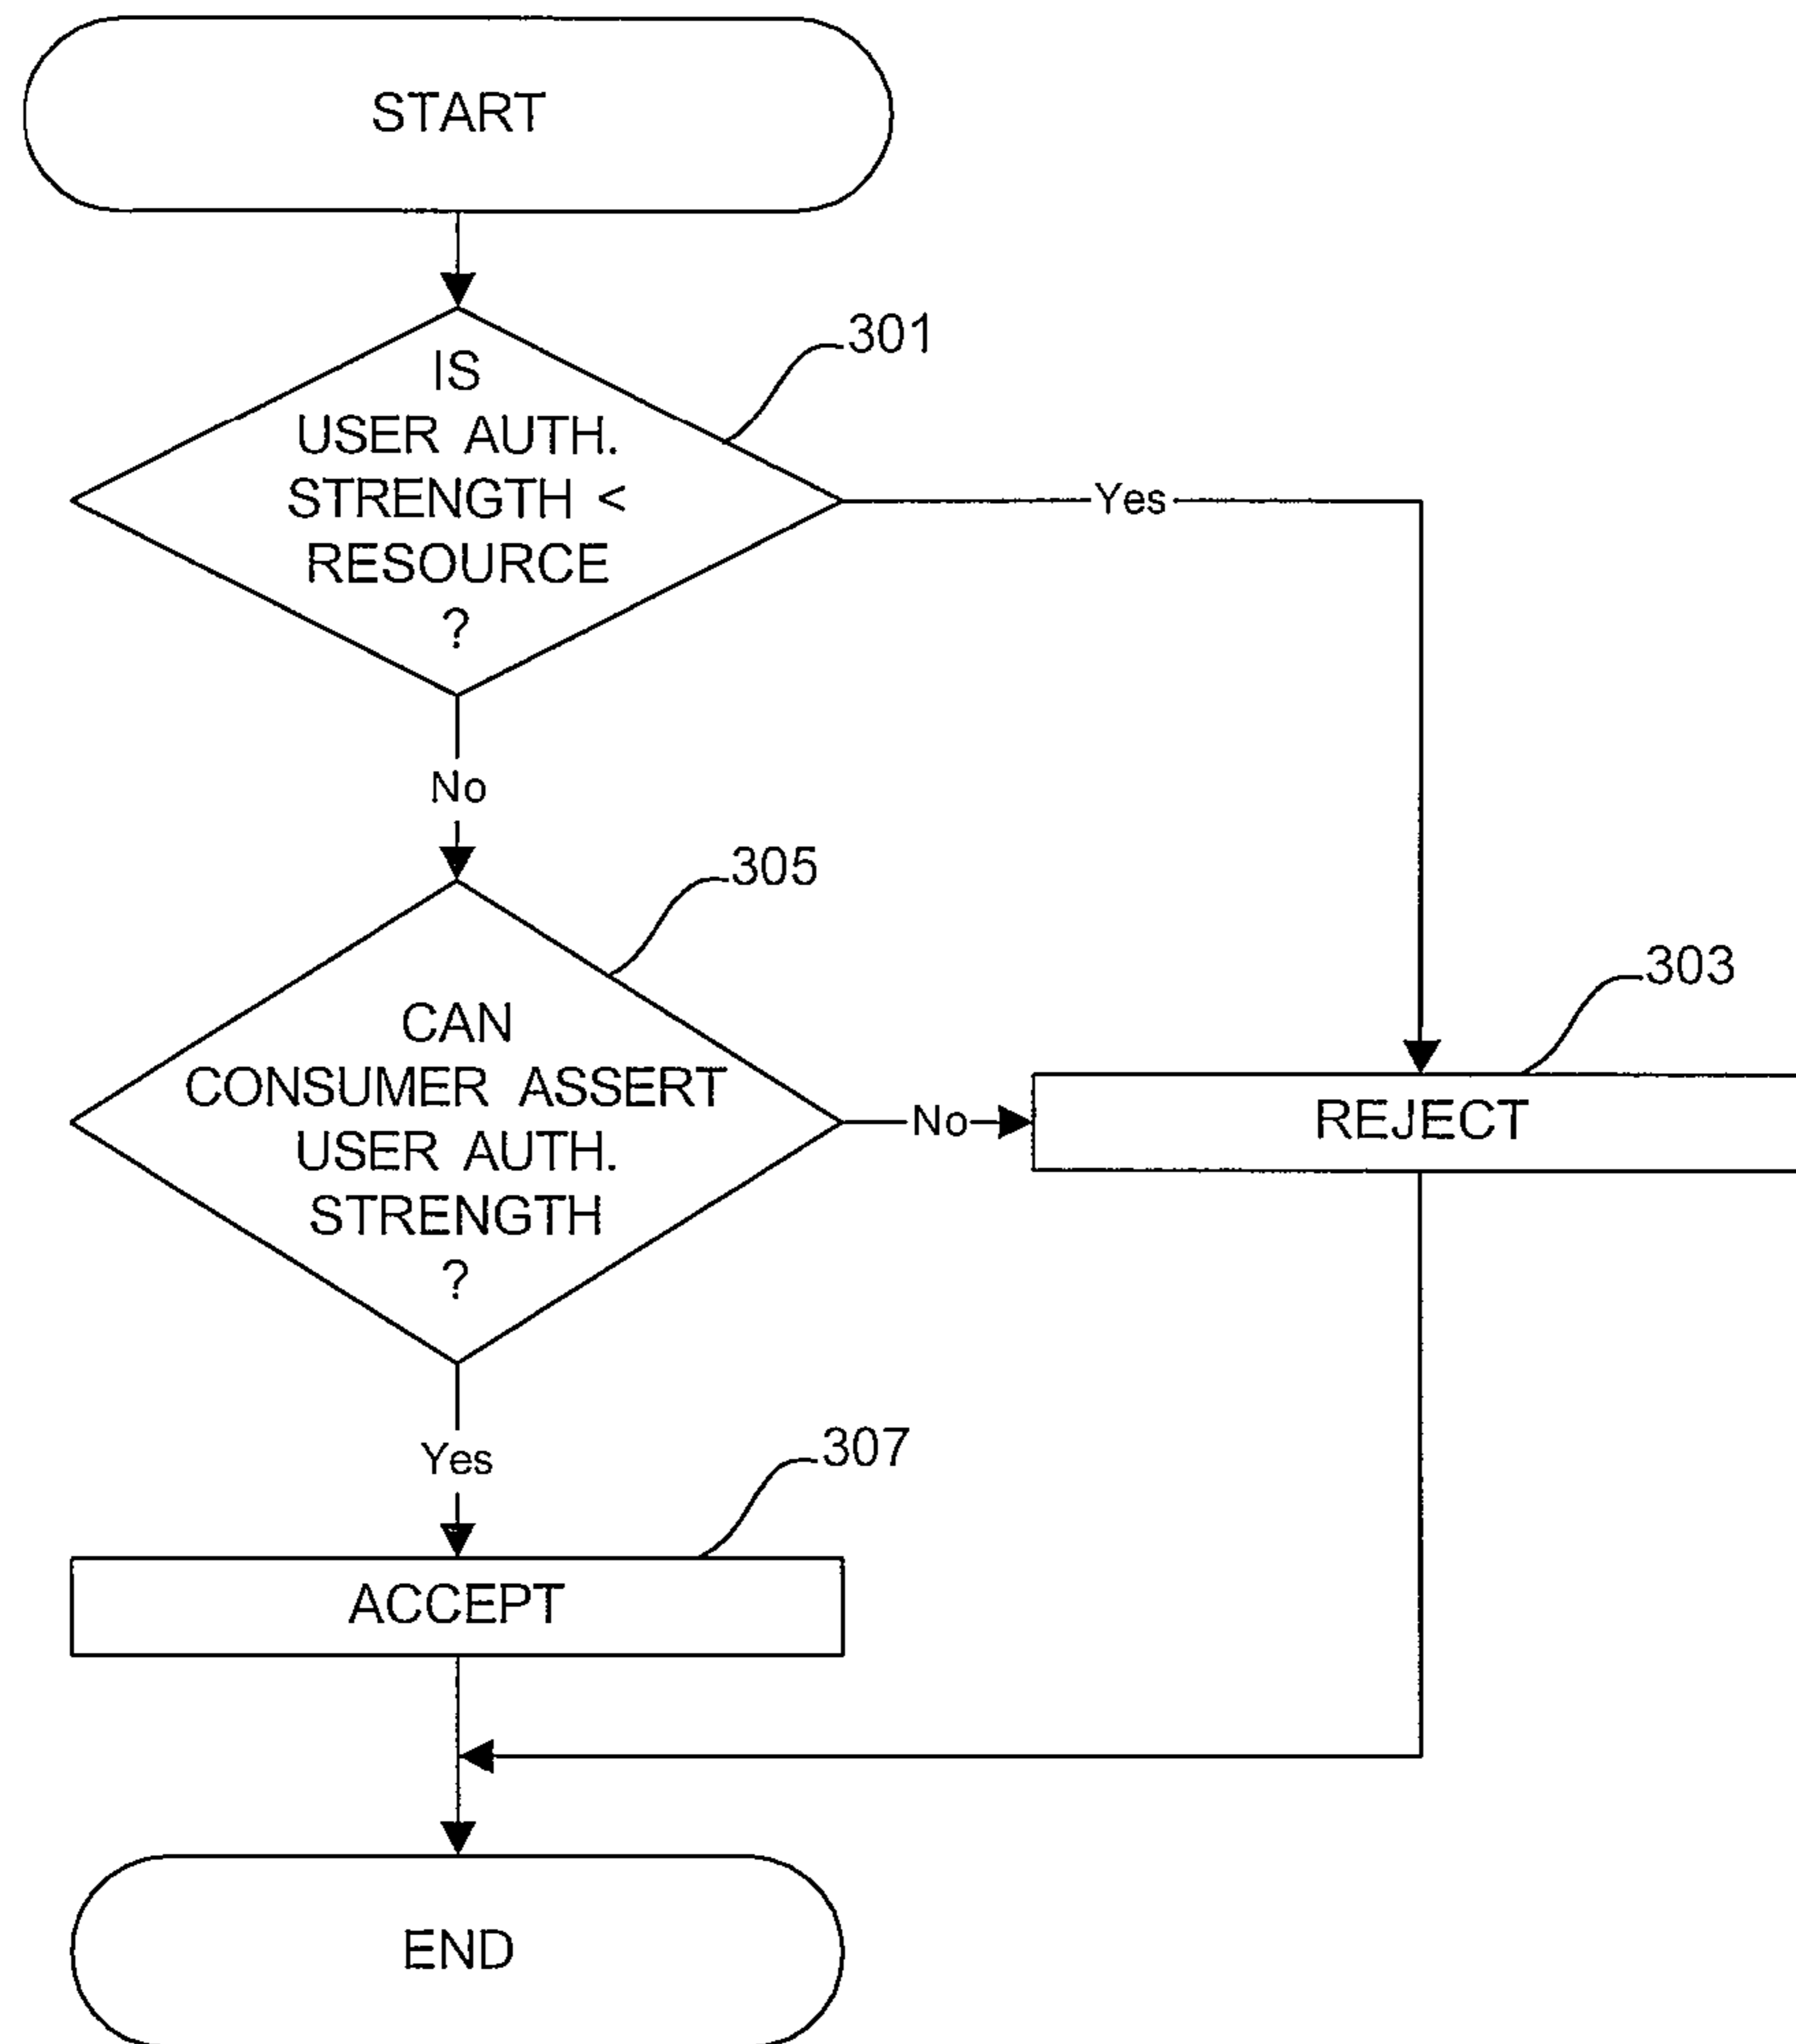 START
301
IS
USER AUTH.
STRENGTH <
RESOURCE
?
Yes
No
305
CAN
CONSUMER ASSERT
USER AUTH.
STRENGTH
?
No
303
REJECT
Yes
307
ACCEPT
END